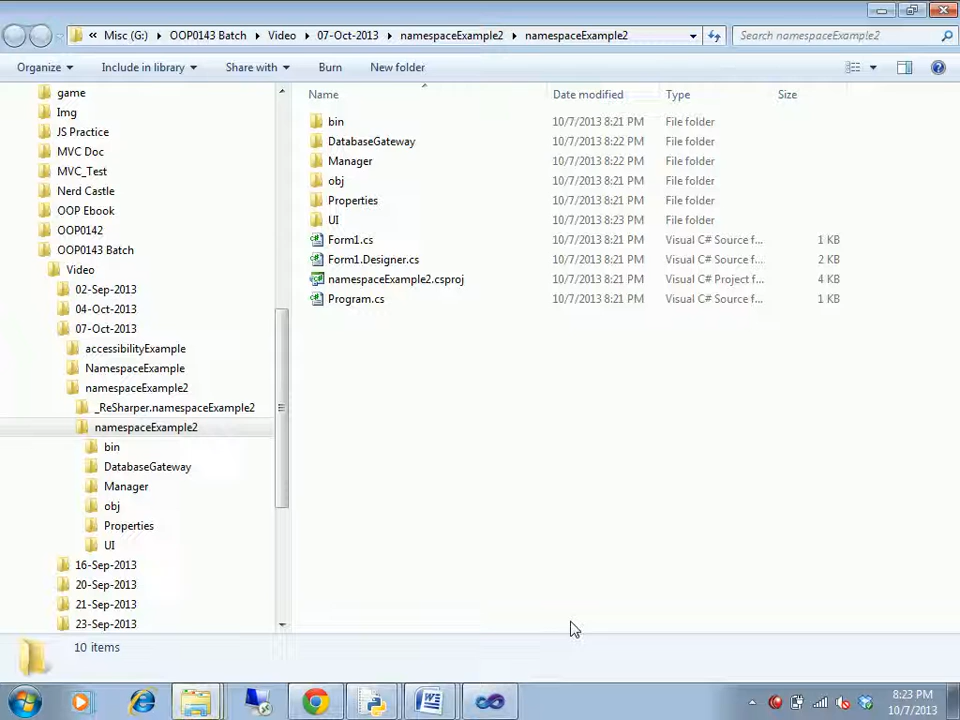 « Misc (G:) ▸ OOP0143 Batch ▸ Video ▸ 07-Oct-2013 ▸ namespaceExample2 ▸ namespaceExample2
Search namespaceExample2
Organize Include in library Share with Burn New folder
game
Img
JS Practice
MVC Doc
MVC_Test
Nerd Castle
OOP Ebook
OOP0142
OOP0143 Batch
Video
02-Sep-2013
04-Oct-2013
07-Oct-2013
accessibilityExample
NamespaceExample
namespaceExample2
_ReSharper.namespaceExample2
namespaceExample2
bin
DatabaseGateway
Manager
obj
Properties
UI
16-Sep-2013
20-Sep-2013
21-Sep-2013
23-Sep-2013
Name Date modified Type Size
bin 10/7/2013 8:21 PM File folder
DatabaseGateway 10/7/2013 8:22 PM File folder
Manager 10/7/2013 8:22 PM File folder
obj 10/7/2013 8:21 PM File folder
Properties 10/7/2013 8:21 PM File folder
UI 10/7/2013 8:23 PM File folder
Form1.cs 10/7/2013 8:21 PM Visual C# Source f... 1 KB
Form1.Designer.cs 10/7/2013 8:21 PM Visual C# Source f... 2 KB
namespaceExample2.csproj 10/7/2013 8:21 PM Visual C# Project f... 4 KB
Program.cs 10/7/2013 8:21 PM Visual C# Source f... 1 KB
10 items
8:23 PM
10/7/2013